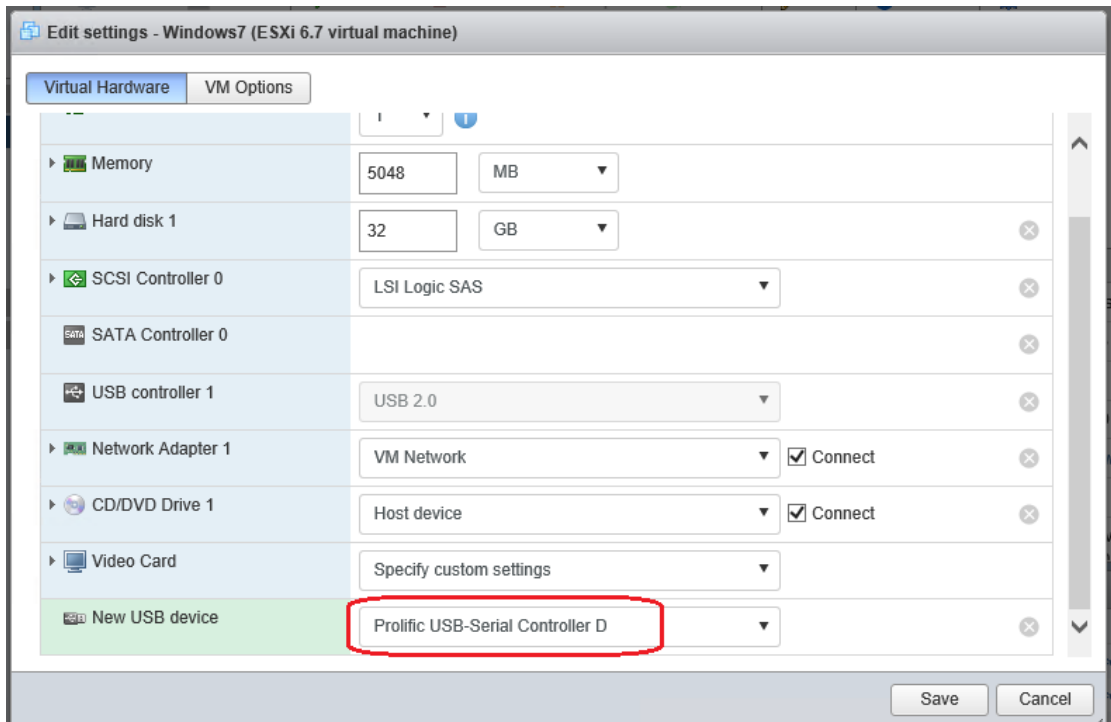 Edit settings - Windows7 (ESXi 6.7 virtual machine)
Virtual Hardware VM Options
Memory 5048 MB
Hard disk 1 32 GB
SCSI Controller 0 LSI Logic SAS
SATA SATA Controller 0
USB controller 1 USB 2.0
Network Adapter 1 VM Network Connect
CD/DVD Drive 1 Host device Connect
Video Card Specify custom settings
New USB device Prolific USB-Serial Controller D
Save Cancel